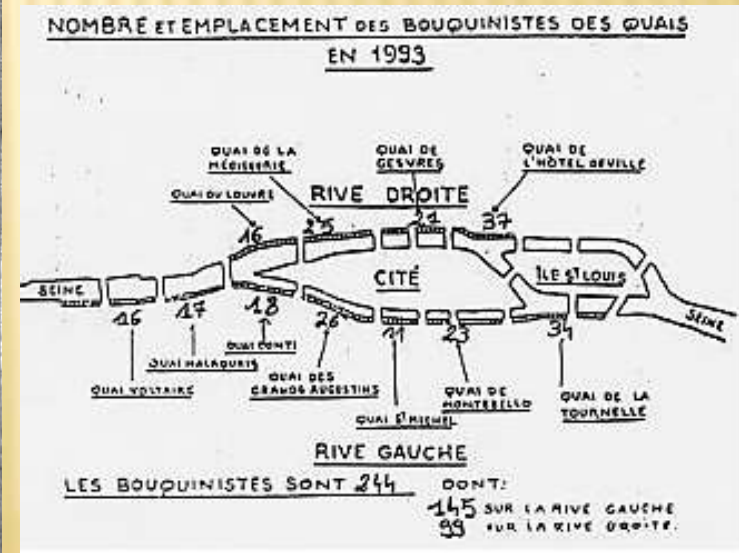 NOMBRE ET EMPLACEMENT DES BOUQUINISTES DES QUAIS
EN 1993
QUAI DE LA
MÉGISSERIE
QUAI DE
GESVRES
QUAI DE
L'HÔTEL DE VILLE
QUAI DU LOUVRE
RIVE DROITE
16
25
21
37
CITÉ
ÎLE ST LOUIS
SEINE
SEINE
16
17
18
26
11
23
34
QUAI VOLTAIRE
QUAI MALAQUAIS
QUAI CONTI
QUAI DES
GRANDS AUGUSTINS
QUAI ST MICHEL
QUAI DE
MONTEBELLO
QUAI DE LA
TOURNELLE
RIVE GAUCHE
LES BOUQUINISTES SONT 244 DONT:
145 SUR LA RIVE GAUCHE
99 SUR LA RIVE DROITE.